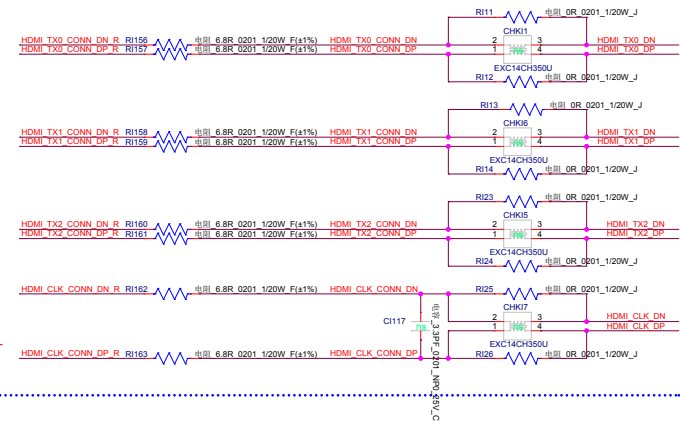 RI11 电阻_0R_0201_1/20W_J
CHKI1
HDMI_TX0_CONN_DN_R RI156 电阻_6.8R_0201_1/20W_F(±1%) HDMI_TX0_CONN_DN 2 3 HDMI_TX0_DN
HDMI_TX0_CONN_DP_R RI157 电阻_6.8R_0201_1/20W_F(±1%) HDMI_TX0_CONN_DP 1 ns 4 HDMI_TX0_DP
EXC14CH350U
RI12 电阻_0R_0201_1/20W_J
RI13 电阻_0R_0201_1/20W_J
CHKI6
HDMI_TX1_CONN_DN_R RI158 电阻_6.8R_0201_1/20W_F(±1%) HDMI_TX1_CONN_DN 2 3 HDMI_TX1_DN
HDMI_TX1_CONN_DP_R RI159 电阻_6.8R_0201_1/20W_F(±1%) HDMI_TX1_CONN_DP 1 ns 4 HDMI_TX1_DP
EXC14CH350U
RI14 电阻_0R_0201_1/20W_J
RI23 电阻_0R_0201_1/20W_J
CHKI5
HDMI_TX2_CONN_DN_R RI160 电阻_6.8R_0201_1/20W_F(±1%) HDMI_TX2_CONN_DN 2 3 HDMI_TX2_DN
HDMI_TX2_CONN_DP_R RI161 电阻_6.8R_0201_1/20W_F(±1%) HDMI_TX2_CONN_DP 1 ns 4 HDMI_TX2_DP
EXC14CH350U
RI24 电阻_0R_0201_1/20W_J
HDMI_CLK_CONN_DN_R RI162 电阻_6.8R_0201_1/20W_F(±1%) HDMI_CLK_CONN_DN RI25 电阻_0R_0201_1/20W_J
CHKI7
2 3 HDMI_CLK_DN
1 ns 4 HDMI_CLK_DP
CI117 ns 电容_3.3PF_0201_NP0_25V_C
EXC14CH350U
HDMI_CLK_CONN_DP_R RI163 电阻_6.8R_0201_1/20W_F(±1%) HDMI_CLK_CONN_DP RI26 电阻_0R_0201_1/20W_J